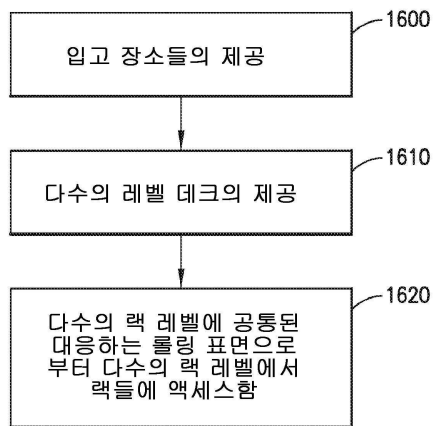 입고 장소들의 제공
1600
다수의 레벨 데크의 제공
1610
다수의 랙 레벨에 공통된
대응하는 롤링 표면으로
부터 다수의 랙 레벨에서
랙들에 액세스함
1620